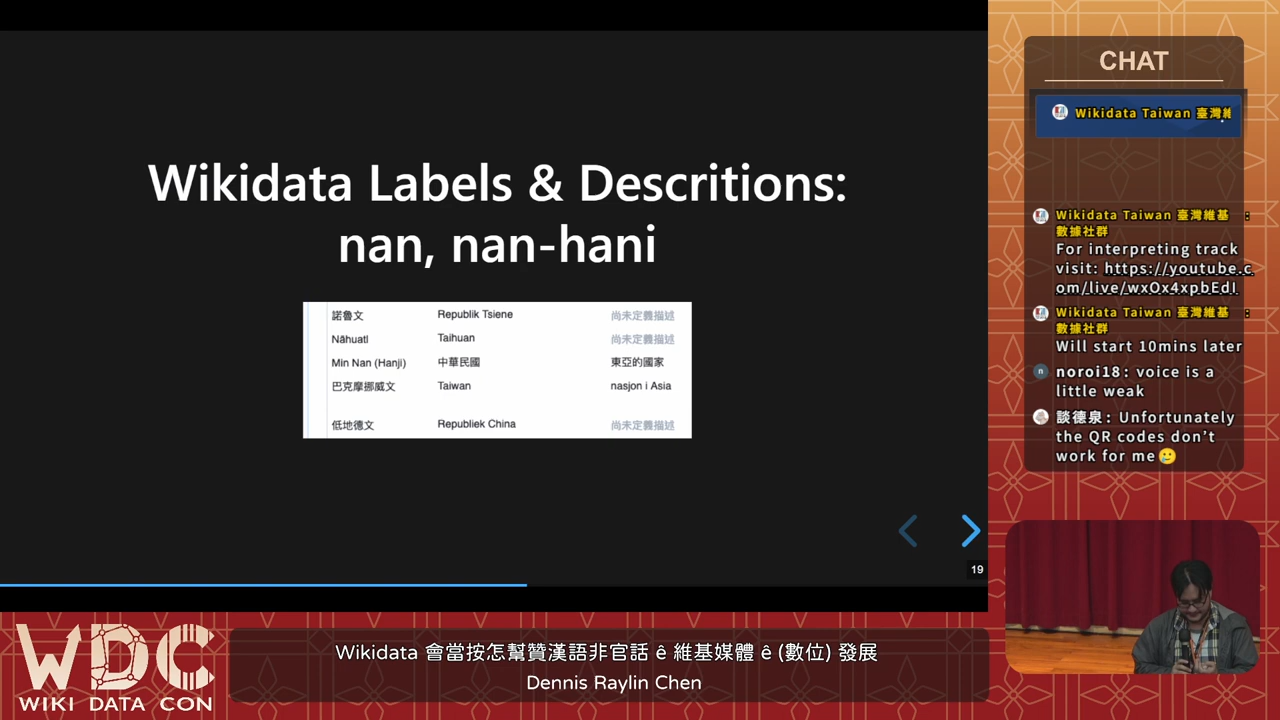 Wikidata Labels & Descritions:
nan, nan-hani
諾魯文 Republik Tsiene 尚未定義描述
Nāhuatl Taihuan 尚未定義描述
Min Nan (Hanji) 中華民國 東亞的國家
巴克摩挪威文 Taiwan nasjon i Asia
低地德文 Republiek China 尚未定義描述
19
CHAT
Wikidata Taiwan 臺灣維
Wikidata Taiwan 臺灣維基 :
數據社群
For interpreting track
visit: https://youtube.c
om/live/wxOx4xpbEdI
Wikidata Taiwan 臺灣維基 :
數據社群
Will start 10mins later
n noroi18: voice is a
little weak
談德泉: Unfortunately
the QR codes don't
work for me🥲
WDC
WIKI DATA CON
Wikidata 會當按怎幫贊漢語非官話 ê 維基媒體 ê (數位) 發展
Dennis Raylin Chen